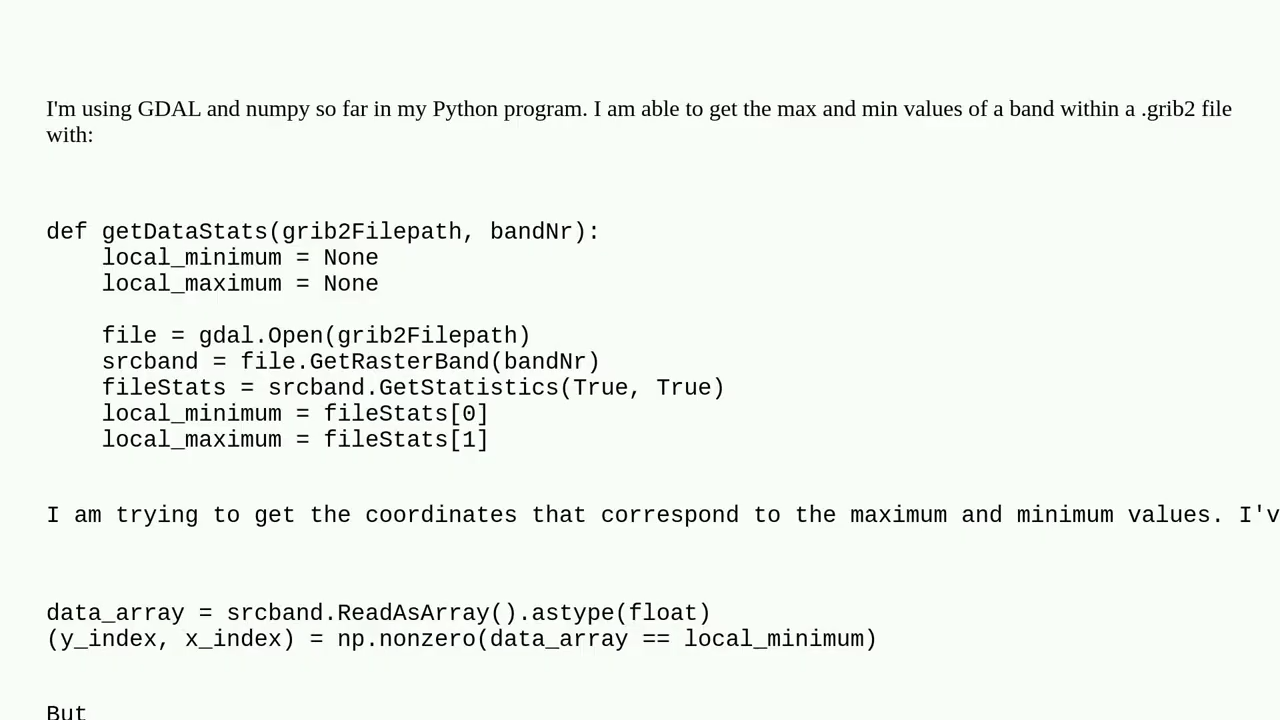 I'm using GDAL and numpy so far in my Python program. I am able to get the max and min values of a band within a .grib2 file
with:
def getDataStats(grib2Filepath, bandNr):
    local_minimum = None
    local_maximum = None
    file = gdal.Open(grib2Filepath)
    srcband = file.GetRasterBand(bandNr)
    fileStats = srcband.GetStatistics(True, True)
    local_minimum = fileStats[0]
    local_maximum = fileStats[1]
I am trying to get the coordinates that correspond to the maximum and minimum values. I'v
data_array = srcband.ReadAsArray().astype(float)
(y_index, x_index) = np.nonzero(data_array == local_minimum)
But